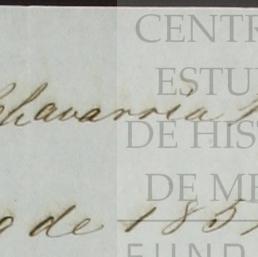 CENTR
Echavarria
ESTU
DE HIS
de 185
DE ME
FUND